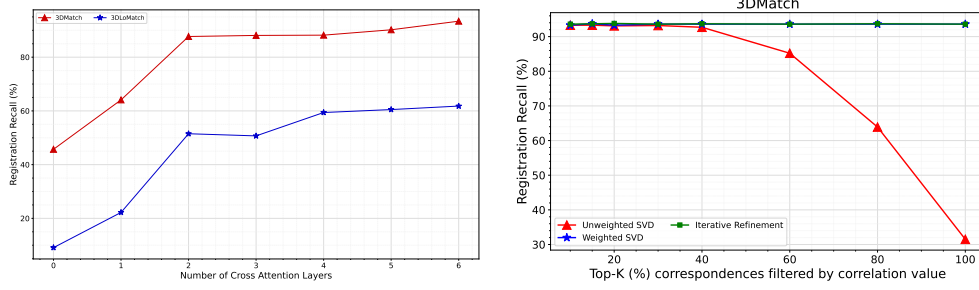 3DMatch
3DLoMatch
Registration Recall (%)
80
60
40
20
0 1 2 3 4 5 6
Number of Cross Attention Layers
3DMatch
Registration Recall (%)
90
80
70
60
50
40
30
Unweighted SVD
Weighted SVD
Iterative Refinement
20 40 60 80 100
Top-K (%) correspondences filtered by correlation value